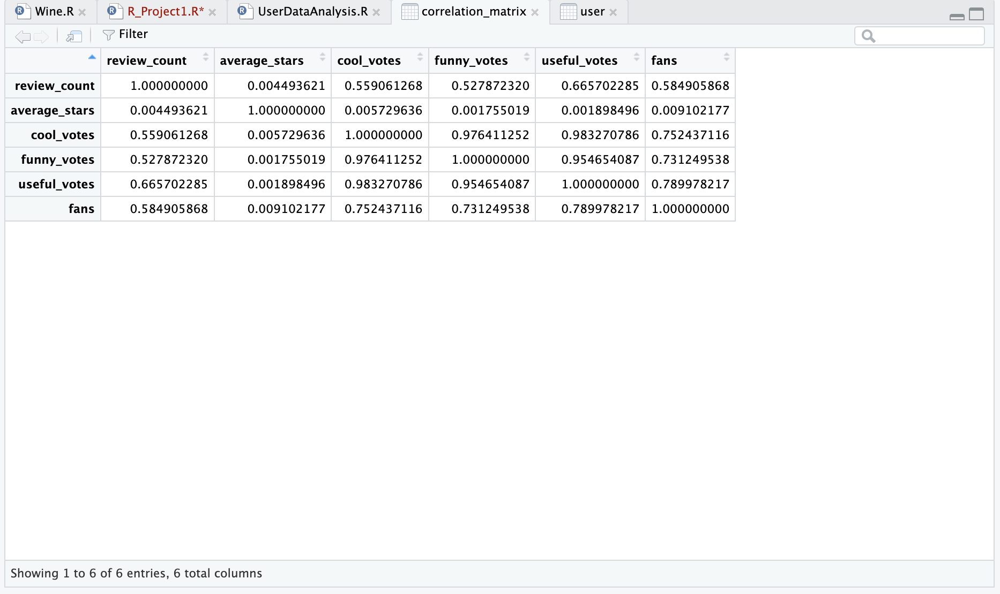 Wine.R R_Project1.R* UserDataAnalysis.R correlation_matrix user
Filter
review_count average_stars cool_votes funny_votes useful_votes fans
review_count 1.000000000 0.004493621 0.559061268 0.527872320 0.665702285 0.584905868
average_stars 0.004493621 1.000000000 0.005729636 0.001755019 0.001898496 0.009102177
cool_votes 0.559061268 0.005729636 1.000000000 0.976411252 0.983270786 0.752437116
funny_votes 0.527872320 0.001755019 0.976411252 1.000000000 0.954654087 0.731249538
useful_votes 0.665702285 0.001898496 0.983270786 0.954654087 1.000000000 0.789978217
fans 0.584905868 0.009102177 0.752437116 0.731249538 0.789978217 1.000000000
Showing 1 to 6 of 6 entries, 6 total columns